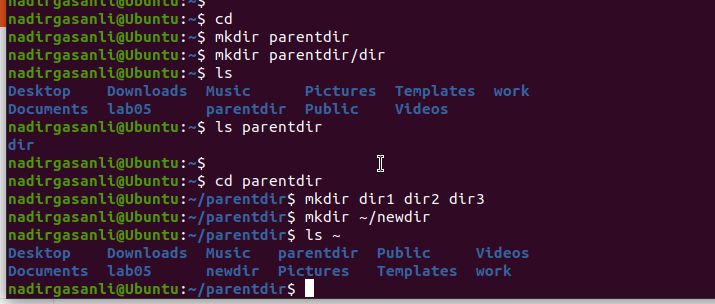 nadirgasanli@Ubuntu:~$
nadirgasanli@Ubuntu:~$ cd
nadirgasanli@Ubuntu:~$ mkdir parentdir
nadirgasanli@Ubuntu:~$ mkdir parentdir/dir
nadirgasanli@Ubuntu:~$ ls
Desktop Downloads Music Pictures Templates work
Documents lab05 parentdir Public Videos
nadirgasanli@Ubuntu:~$ ls parentdir
dir
nadirgasanli@Ubuntu:~$
nadirgasanli@Ubuntu:~$ cd parentdir
nadirgasanli@Ubuntu:~/parentdir$ mkdir dir1 dir2 dir3
nadirgasanli@Ubuntu:~/parentdir$ mkdir ~/newdir
nadirgasanli@Ubuntu:~/parentdir$ ls ~
Desktop Downloads Music parentdir Public Videos
Documents lab05 newdir Pictures Templates work
nadirgasanli@Ubuntu:~/parentdir$